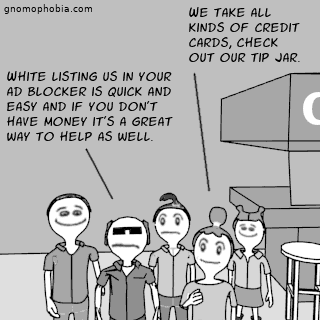 gnomophobia.com
WHITE LISTING US IN YOUR
AD BLOCKER IS QUICK AND
EASY AND IF YOU DON'T
HAVE MONEY IT'S A GREAT
WAY TO HELP AS WELL.
WE TAKE ALL
KINDS OF CREDIT
CARDS, CHECK
OUT OUR TIP JAR.